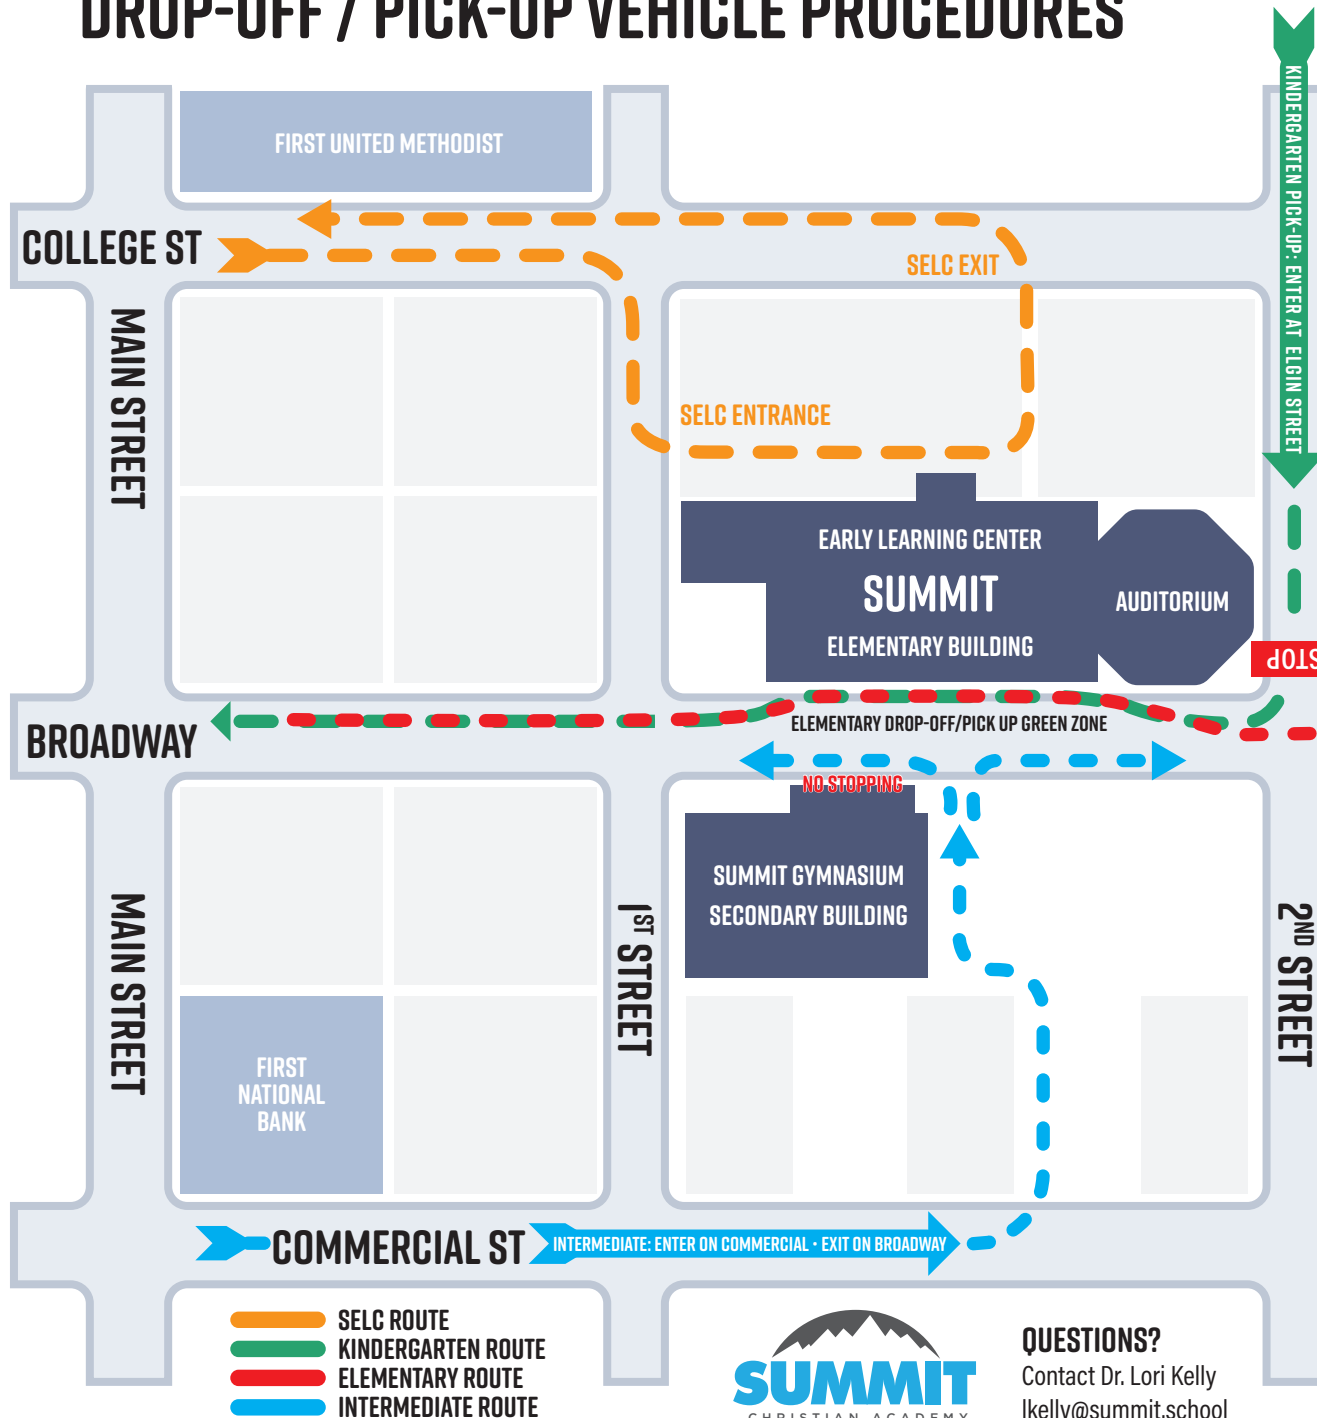 DROP-OFF / PICK-UP VEHICLE PROCEDURES
KINDERGARTEN PICK-UP: ENTER AT ELGIN STREET
FIRST UNITED METHODIST
COLLEGE ST
SELC EXIT
MAIN STREET
SELC ENTRANCE
EARLY LEARNING CENTER
SUMMIT
ELEMENTARY BUILDING
AUDITORIUM
STOP
BROADWAY
ELEMENTARY DROP-OFF/PICK UP GREEN ZONE
NO STOPPING
SUMMIT GYMNASIUM
SECONDARY BUILDING
MAIN STREET
1ST STREET
2ND STREET
FIRST
NATIONAL
BANK
COMMERCIAL ST
INTERMEDIATE: ENTER ON COMMERCIAL • EXIT ON BROADWAY
SELC ROUTE
KINDERGARTEN ROUTE
ELEMENTARY ROUTE
INTERMEDIATE ROUTE
SUMMIT
CHRISTIAN ACADEMY
QUESTIONS?
Contact Dr. Lori Kelly
lkelly@summit.school